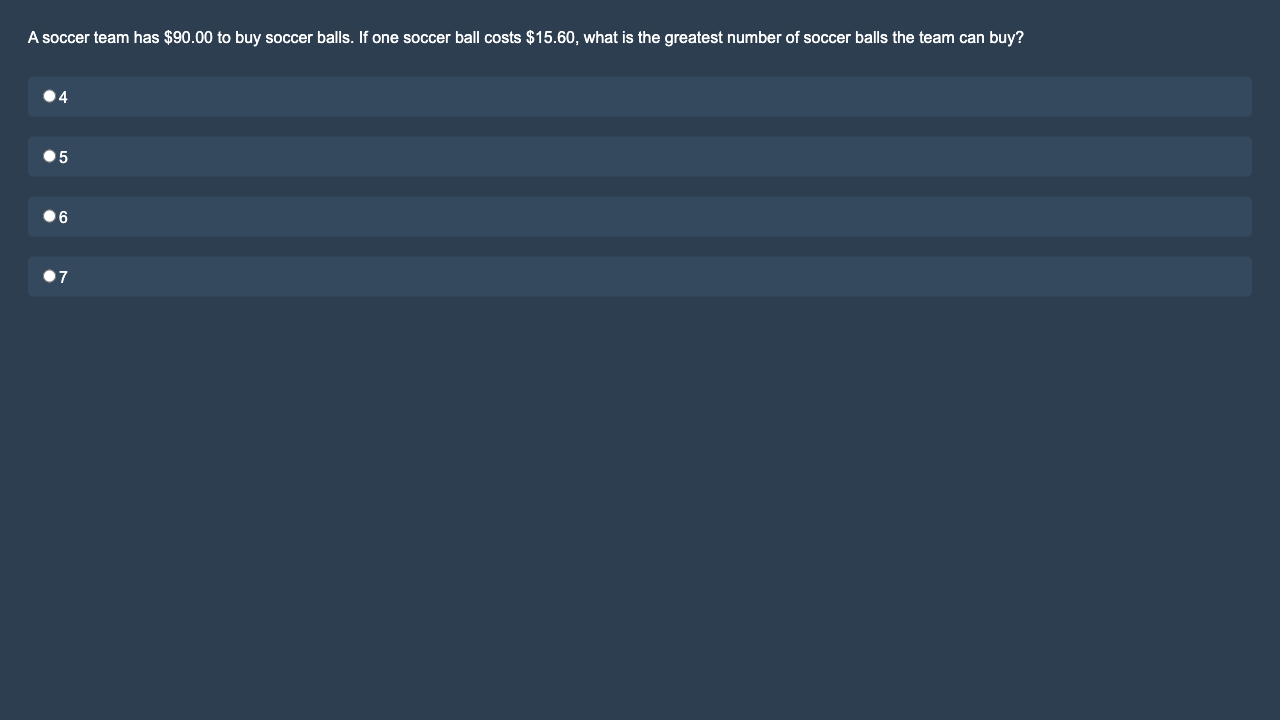 A soccer team has $90.00 to buy soccer balls. If one soccer ball costs $15.60, what is the greatest number of soccer balls the team can buy?
4
5
6
7